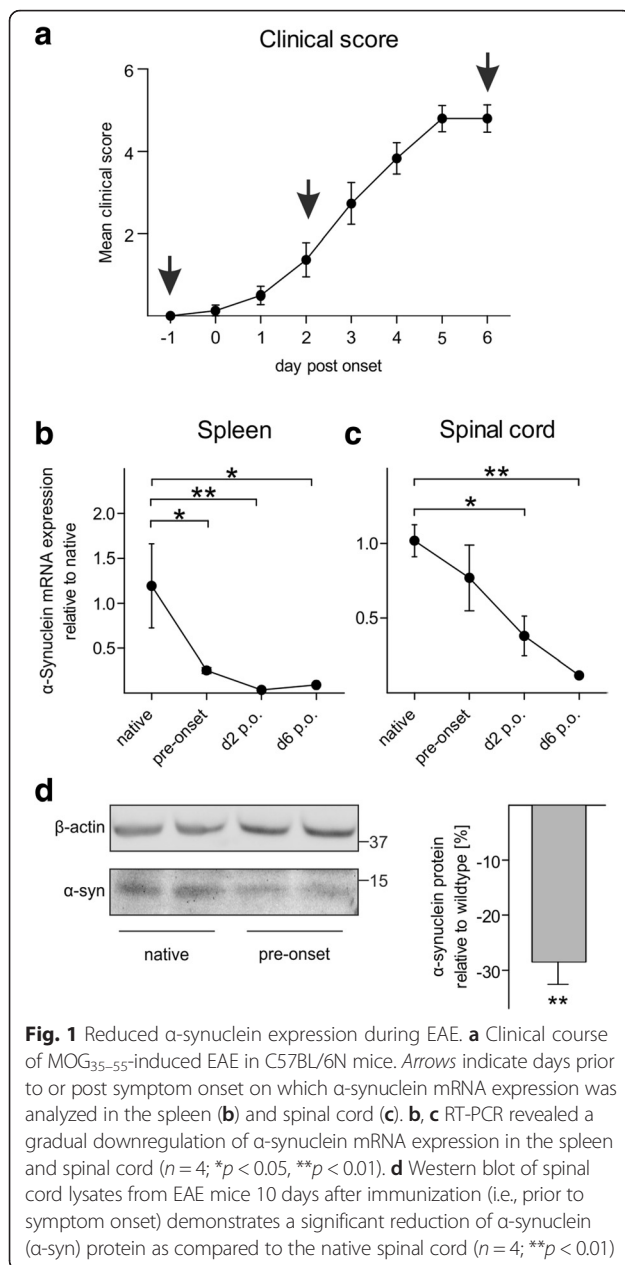 a
Clinical score
6
4
2
Mean clinical score
-1 0 1 2 3 4 5 6
day post onset
b
Spleen
*
**
*
2.0
1.5
1.0
0.5
α-Synuclein mRNA expression
relative to native
native pre-onset d2 p.o. d6 p.o.
c
Spinal cord
**
*
1.0
0.5
native pre-onset d2 p.o. d6 p.o.
d
β-actin
37
15
α-syn
native pre-onset
-10
-20
-30
α-synuclein protein
relative to wildtype [%]
**
Fig. 1 Reduced α-synuclein expression during EAE. a Clinical course
of MOG35–55-induced EAE in C57BL/6N mice. Arrows indicate days prior
to or post symptom onset on which α-synuclein mRNA expression was
analyzed in the spleen (b) and spinal cord (c). b, c RT-PCR revealed a
gradual downregulation of α-synuclein mRNA expression in the spleen
and spinal cord (n = 4; *p < 0.05, **p < 0.01). d Western blot of spinal
cord lysates from EAE mice 10 days after immunization (i.e., prior to
symptom onset) demonstrates a significant reduction of α-synuclein
(α-syn) protein as compared to the native spinal cord (n = 4; **p < 0.01)